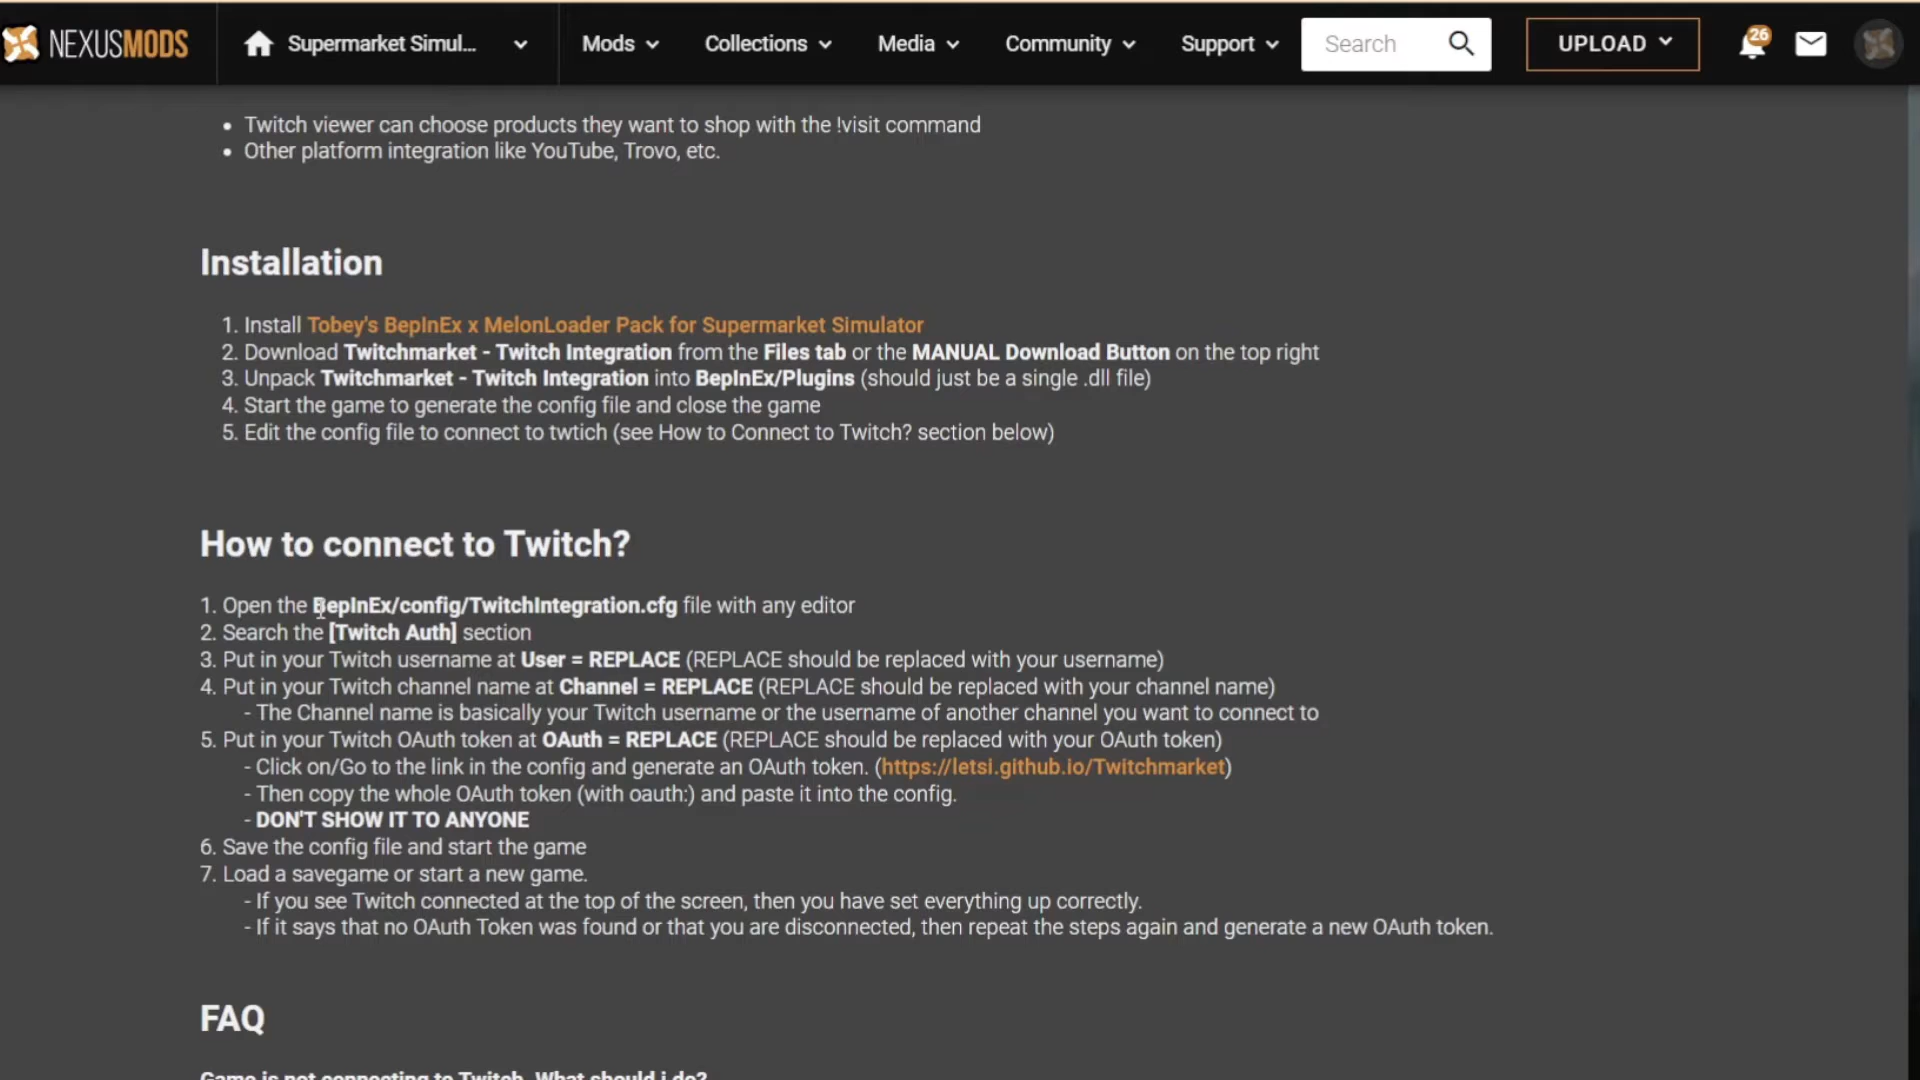 NEXUSMODS
Supermarket Simul...
Mods
Collections
Media
Community
Support
Search
UPLOAD
26
• Twitch viewer can choose products they want to shop with the !visit command
• Other platform integration like YouTube, Trovo, etc.
Installation
1. Install Tobey's BepInEx x MelonLoader Pack for Supermarket Simulator
2. Download Twitchmarket - Twitch Integration from the Files tab or the MANUAL Download Button on the top right
3. Unpack Twitchmarket - Twitch Integration into BepInEx/Plugins (should just be a single .dll file)
4. Start the game to generate the config file and close the game
5. Edit the config file to connect to twtich (see How to Connect to Twitch? section below)
How to connect to Twitch?
1. Open the BepInEx/config/TwitchIntegration.cfg file with any editor
2. Search the [Twitch Auth] section
3. Put in your Twitch username at User = REPLACE (REPLACE should be replaced with your username)
4. Put in your Twitch channel name at Channel = REPLACE (REPLACE should be replaced with your channel name)
- The Channel name is basically your Twitch username or the username of another channel you want to connect to
5. Put in your Twitch OAuth token at OAuth = REPLACE (REPLACE should be replaced with your OAuth token)
- Click on/Go to the link in the config and generate an OAuth token. (https://letsi.github.io/Twitchmarket)
- Then copy the whole OAuth token (with oauth:) and paste it into the config.
- DON'T SHOW IT TO ANYONE
6. Save the config file and start the game
7. Load a savegame or start a new game.
- If you see Twitch connected at the top of the screen, then you have set everything up correctly.
- If it says that no OAuth Token was found or that you are disconnected, then repeat the steps again and generate a new OAuth token.
FAQ
Game is not connecting to Twitch. What should i do?